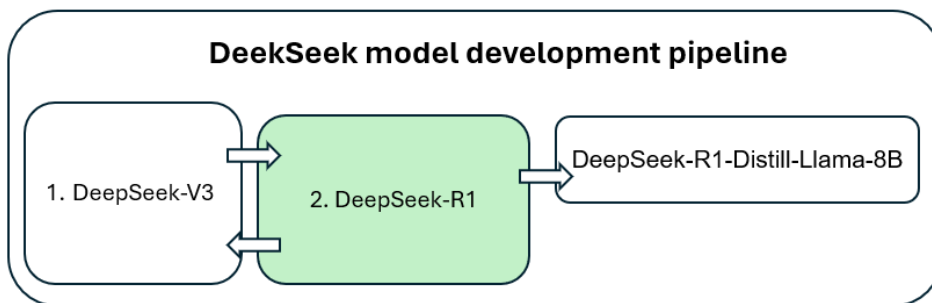 DeekSeek model development pipeline
1. DeepSeek-V3
2. DeepSeek-R1
DeepSeek-R1-Distill-Llama-8B